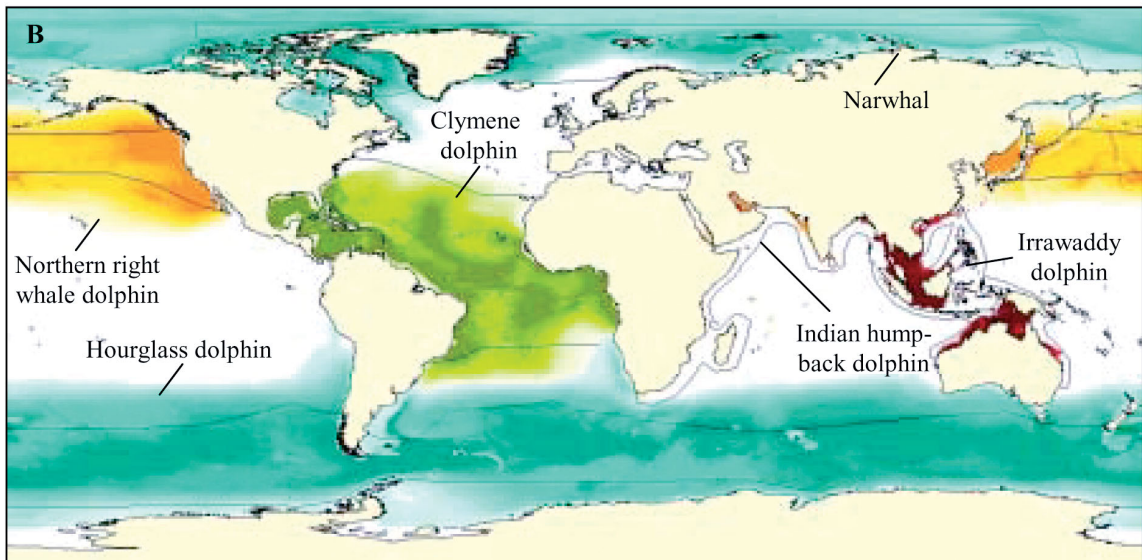 B
Narwhal
Clymene
dolphin
Northern right
whale dolphin
Irrawaddy
dolphin
Indian hump-
back dolphin
Hourglass dolphin